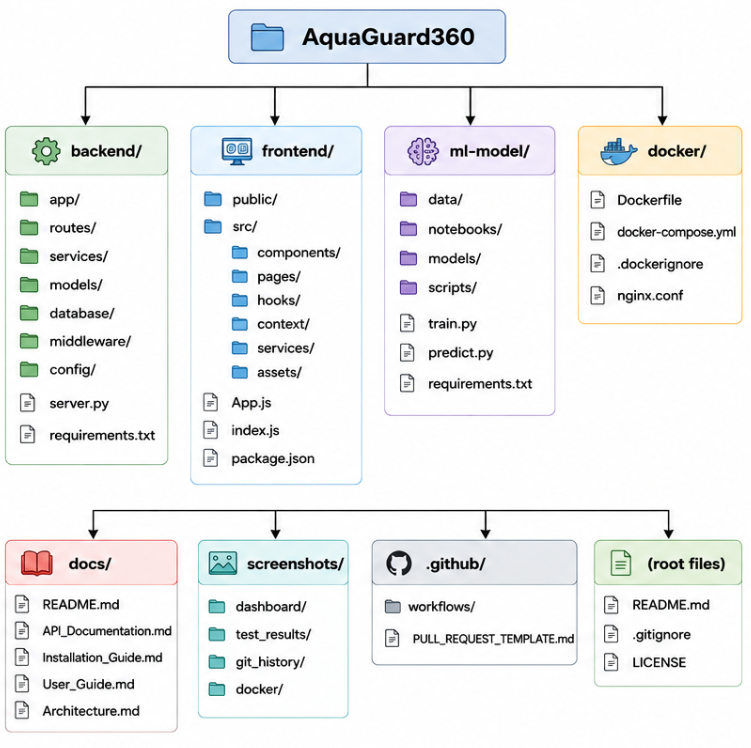 AquaGuard360
backend/
app/
routes/
services/
models/
database/
middleware/
config/
server.py
requirements.txt
frontend/
public/
src/
components/
pages/
hooks/
context/
services/
assets/
App.js
index.js
package.json
ml-model/
data/
notebooks/
models/
scripts/
train.py
predict.py
requirements.txt
docker/
Dockerfile
docker-compose.yml
.dockerignore
nginx.conf
docs/
README.md
API_Documentation.md
Installation_Guide.md
User_Guide.md
Architecture.md
screenshots/
dashboard/
test_results/
git_history/
docker/
.github/
workflows/
PULL_REQUEST_TEMPLATE.md
(root files)
README.md
.gitignore
LICENSE